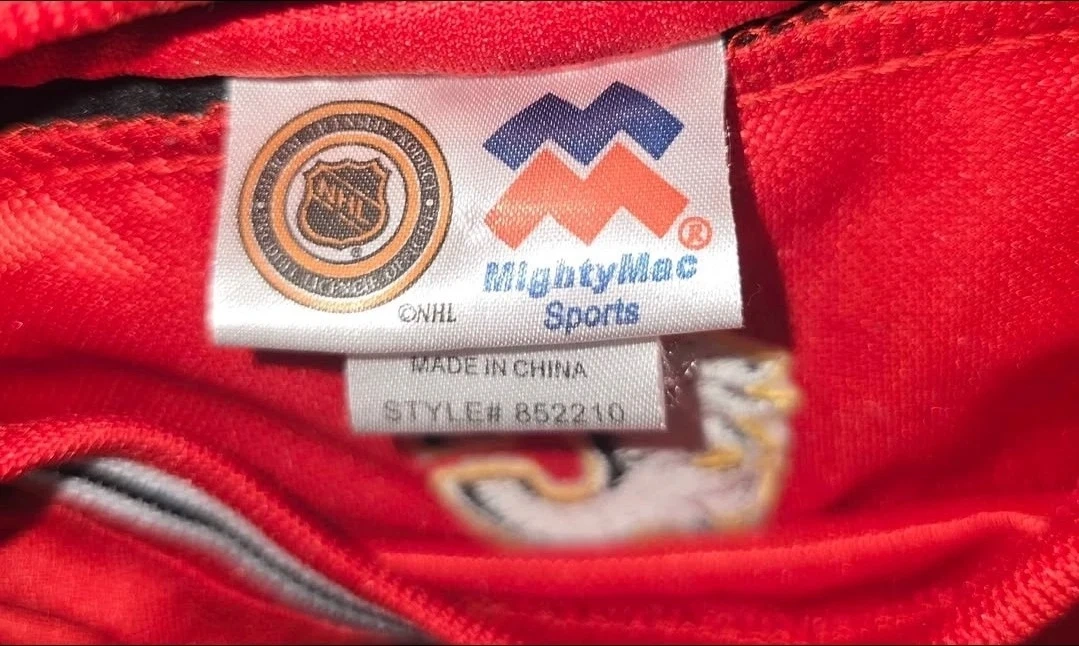 NHL
®
©NHL
®
MightyMac
Sports
MADE IN CHINA
STYLE# 852210